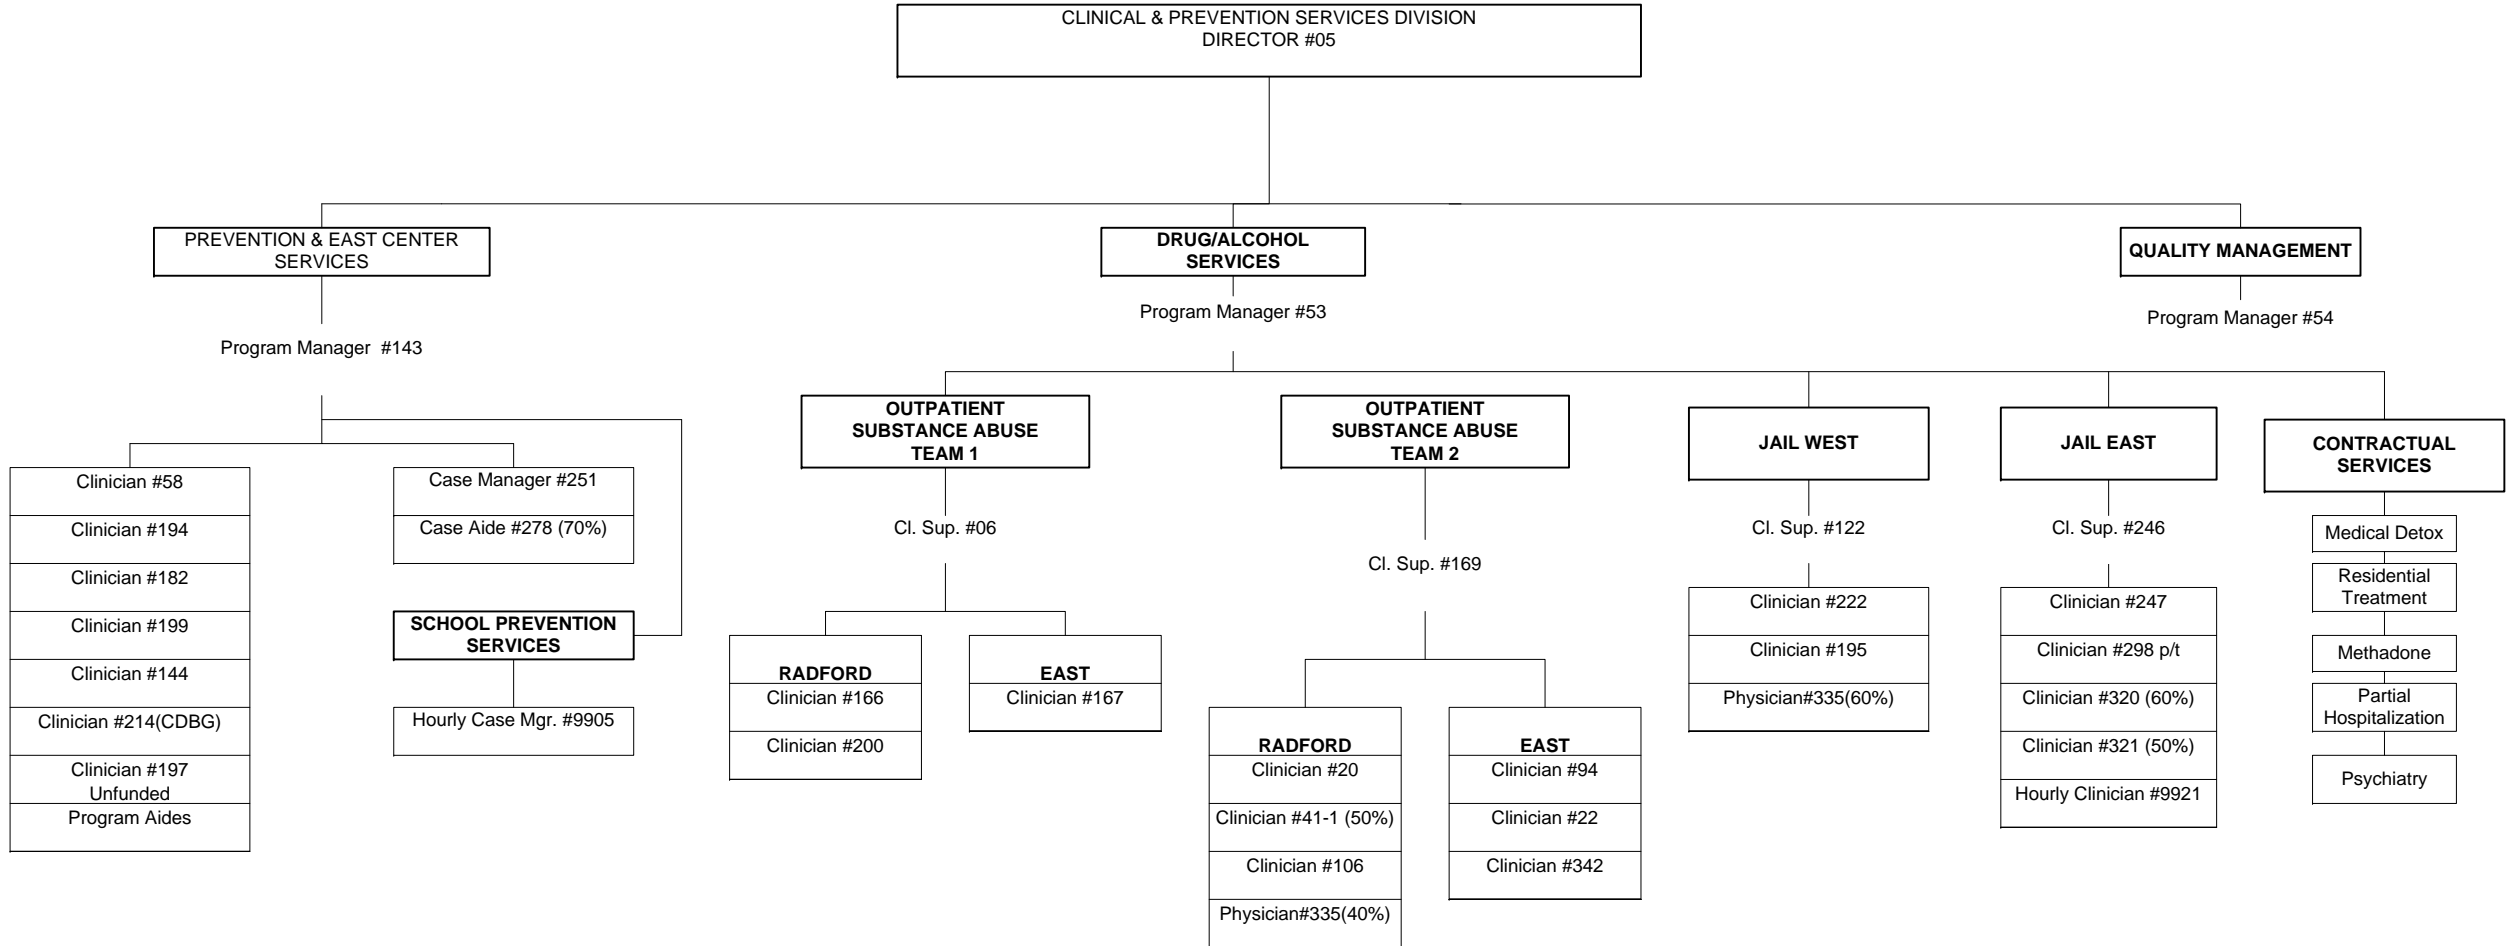 CLINICAL & PREVENTION SERVICES DIVISION
DIRECTOR #05
PREVENTION & EAST CENTER
SERVICES
Program Manager  #143
Clinician #58
Clinician #194
Clinician #182
Clinician #199
Clinician #144
Clinician #214(CDBG)
Clinician #197
Unfunded
Program Aides
Case Manager #251
Case Aide #278 (70%)
SCHOOL PREVENTION
SERVICES
Hourly Case Mgr. #9905
DRUG/ALCOHOL
SERVICES
Program Manager #53
OUTPATIENT
SUBSTANCE ABUSE
TEAM 1
Cl. Sup. #06
RADFORD
Clinician #166
Clinician #200
EAST
Clinician #167
OUTPATIENT
SUBSTANCE ABUSE
TEAM 2
Cl. Sup. #169
RADFORD
Clinician #20
Clinician #41-1 (50%)
Clinician #106
Physician#335(40%)
EAST
Clinician #94
Clinician #22
Clinician #342
JAIL WEST
Cl. Sup. #122
Clinician #222
Clinician #195
Physician#335(60%)
JAIL EAST
Cl. Sup. #246
Clinician #247
Clinician #298 p/t
Clinician #320 (60%)
Clinician #321 (50%)
Hourly Clinician #9921
CONTRACTUAL
SERVICES
Medical Detox
Residential
Treatment
Methadone
Partial
Hospitalization
Psychiatry
QUALITY MANAGEMENT
Program Manager #54